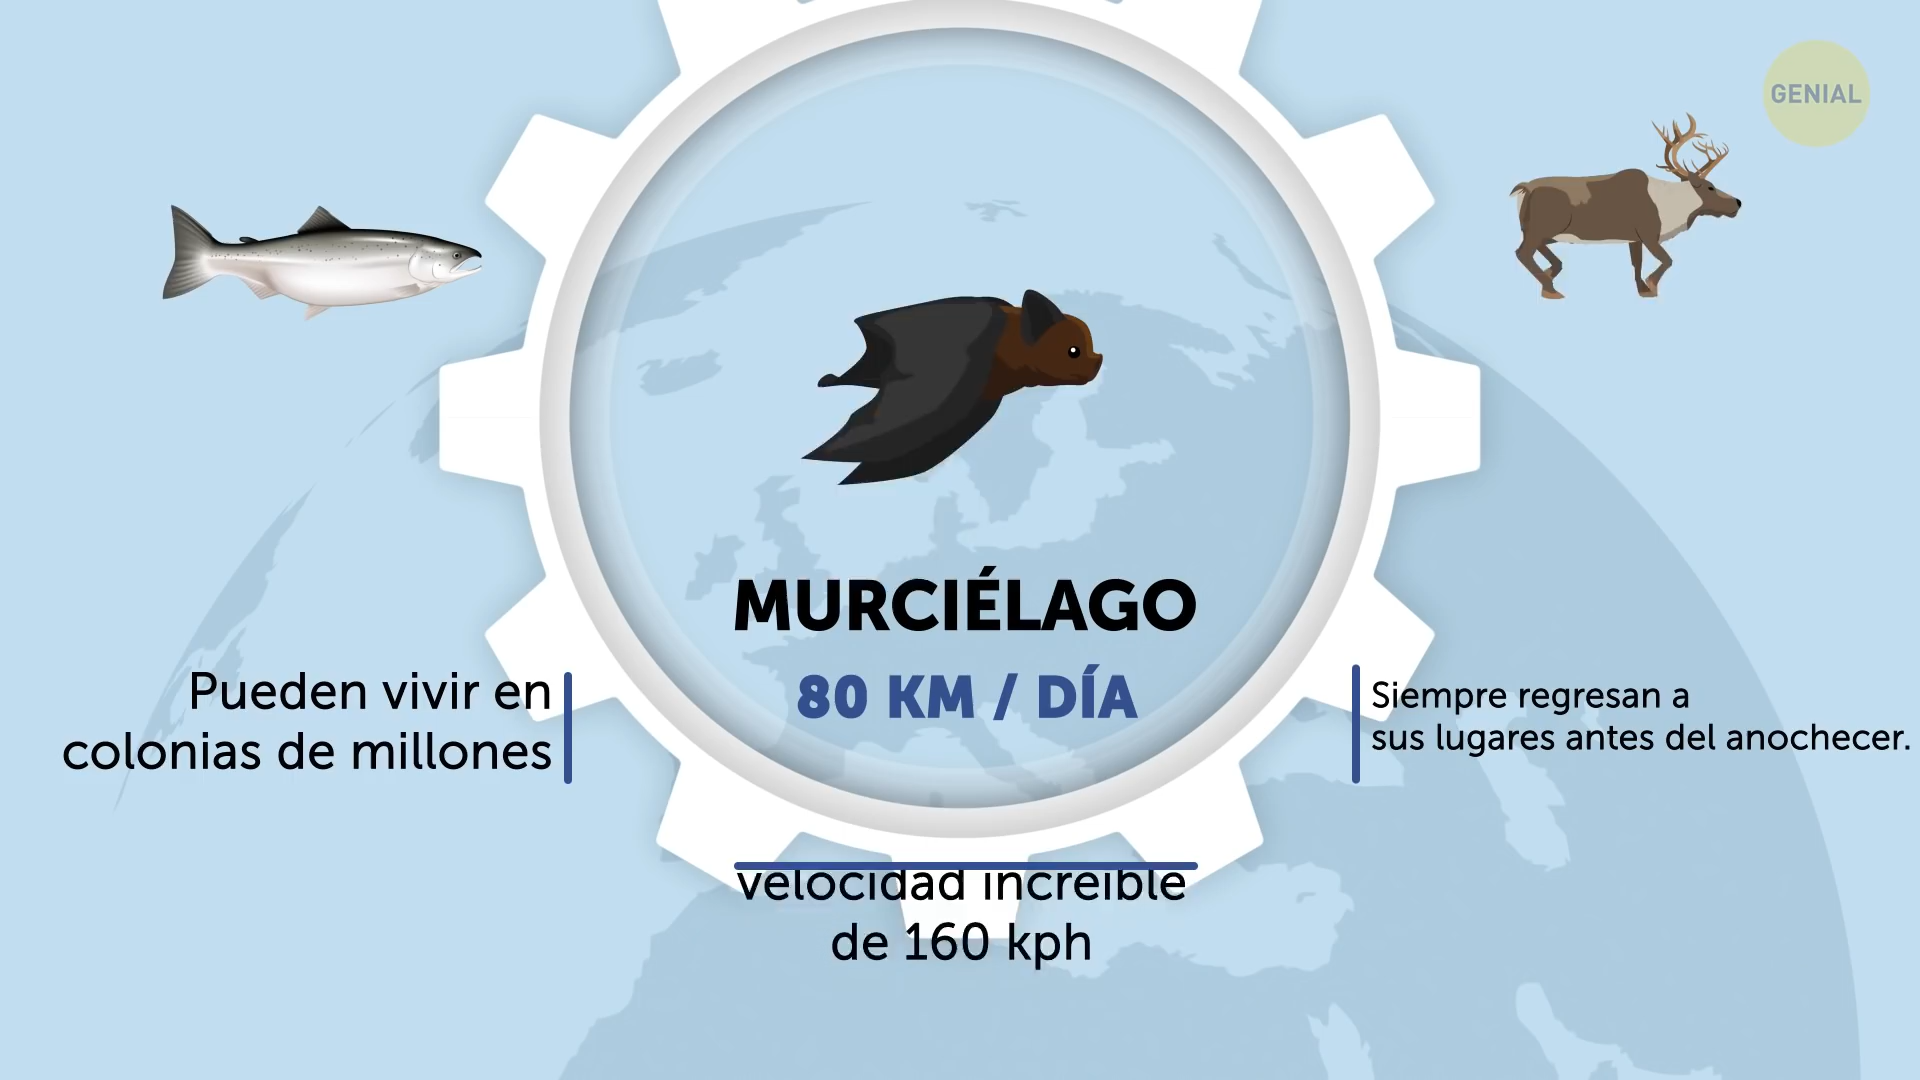 GENIAL
MURCIÉLAGO
80 KM / DÍA
Pueden vivir en
colonias de millones
Siempre regresan a
sus lugares antes del anochecer.
velocidad increíble
de 160 kph